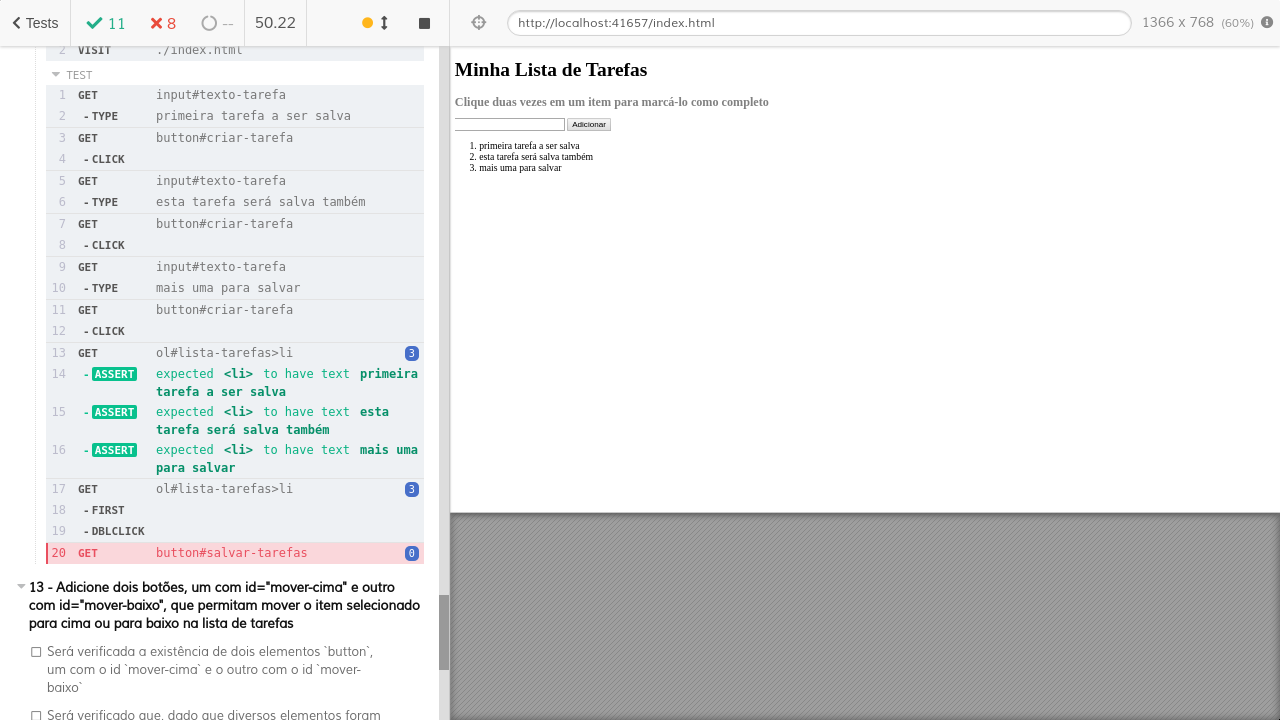 Tests 11 8 -- 50.22
http://localhost:41657/index.html 1366 x 768 (60%)
2 VISIT ./index.html
TEST
1 GET input#texto-tarefa
2 -TYPE primeira tarefa a ser salva
3 GET button#criar-tarefa
4 -CLICK
5 GET input#texto-tarefa
6 -TYPE esta tarefa será salva também
7 GET button#criar-tarefa
8 -CLICK
9 GET input#texto-tarefa
10 -TYPE mais uma para salvar
11 GET button#criar-tarefa
12 -CLICK
13 GET ol#lista-tarefas>li 3
14 -ASSERT expected <li> to have text primeira
tarefa a ser salva
15 -ASSERT expected <li> to have text esta
tarefa será salva também
16 -ASSERT expected <li> to have text mais uma
para salvar
17 GET ol#lista-tarefas>li 3
18 -FIRST
19 -DBLCLICK
20 GET button#salvar-tarefas 0
13 - Adicione dois botões, um com id="mover-cima" e outro
com id="mover-baixo", que permitam mover o item selecionado
para cima ou para baixo na lista de tarefas
Será verificada a existência de dois elementos `button`,
um com o id `mover-cima` e o outro com o id `mover-
baixo`
Será verificado que, dado que diversos elementos foram
Minha Lista de Tarefas
Clique duas vezes em um item para marcá-lo como completo
Adicionar
1. primeira tarefa a ser salva
2. esta tarefa será salva também
3. mais uma para salvar